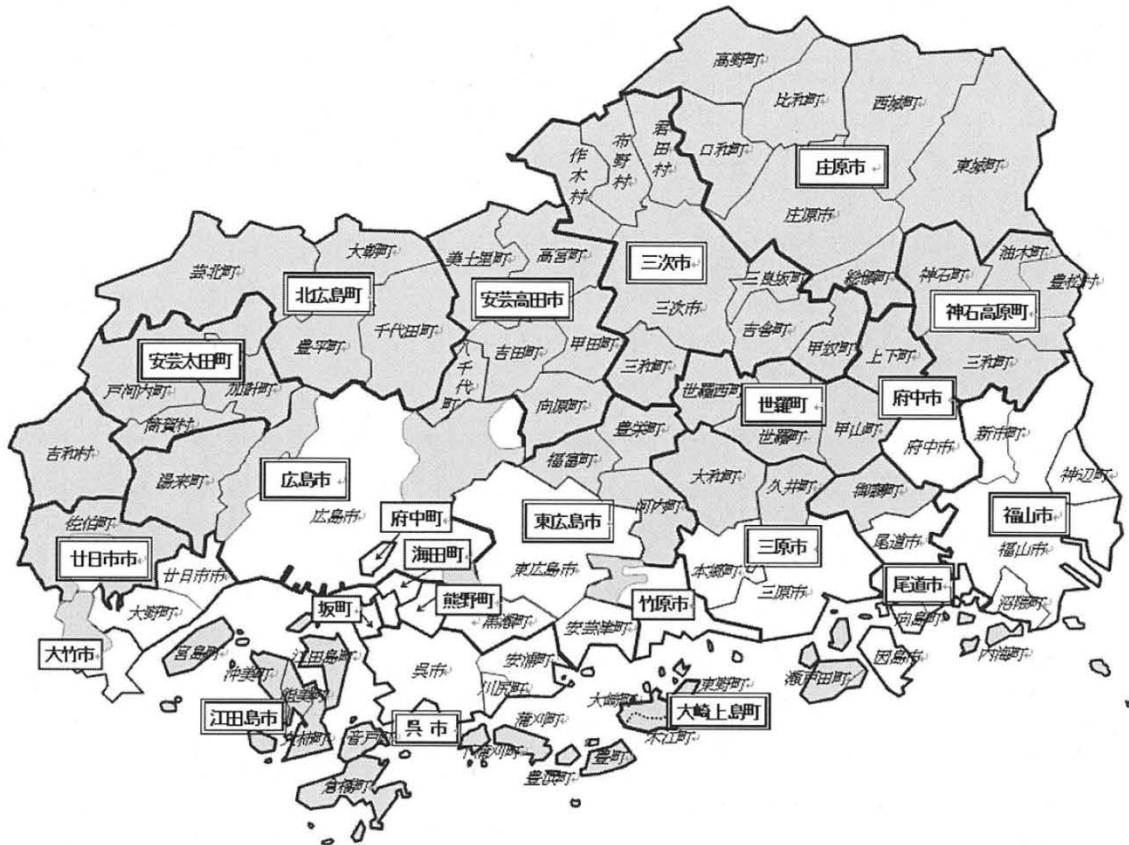 高野町
比和町
西城町
君田村
布野村
作木村
口和町
庄原市
東城町
庄原市
大朝町
美土里町
高宮町
三次市
三良坂町
総領町
神石町
油木町
豊松村
芸北町
北広島町
安芸高田市
神石高原町
千代田町
三次市
吉舎町
豊平町
吉田町
甲田町
甲奴町
上下町
安芸太田町
三和町
三和町
戸河内町
加計町
八千代町
世羅西町
世羅町
府中市
筒賀村
向原町
豊栄町
世羅町
甲山町
新市町
吉和村
府中市
湯来町
福富町
大和町
久井町
御調町
神辺町
広島市
河内町
広島市
府中町
東広島市
福山市
佐伯町
三原市
尾道市
福山市
廿日市市
海田町
廿日市市
東広島市
本郷町
三原市
尾道市
大野町
坂町
熊野町
黒瀬町
竹原市
沼隈町
安芸津町
向島町
大竹市
宮島町
江田島町
沖美町
呉市
安浦町
因島市
内海町
能美町
川尻町
大崎町
東野町
瀬戸田町
江田島市
大柿町
音戸
呉市
蒲刈町
大崎上島町
木江町
下蒲刈町
豊町
豊浜町
倉橋町